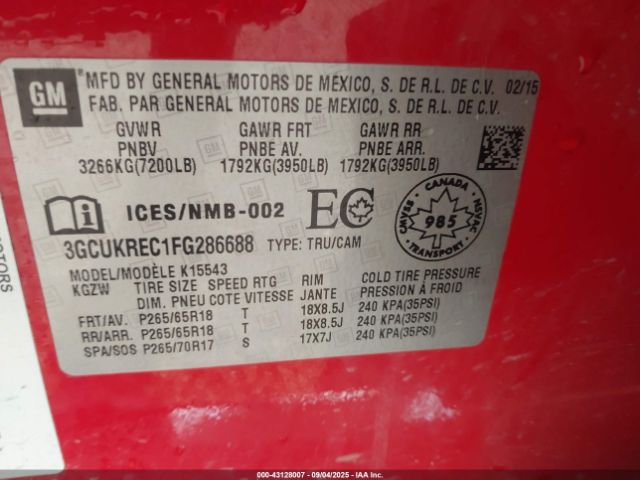 GM
MFD BY GENERAL MOTORS DE MEXICO, S. DE R.L. DE C.V. 02/15
FAB. PAR GENERAL MOTORS DE MEXICO, S. DE R.L. DE C.V.
GVWR GAWR FRT GAWR RR
PNBV PNBE AV. PNBE ARR.
3266KG(7200LB) 1792KG(3950LB) 1792KG(3950LB)
ICES/NMB-002 EC
CANADA
CMVSS 985 NSVAC
TRANSPORT
3GCUKREC1FG286688 TYPE: TRU/CAM
MODEL/MODÈLE K15543
KGZW TIRE SIZE SPEED RTG RIM COLD TIRE PRESSURE
DIM. PNEU COTE VITESSE JANTE PRESSION À FROID
FRT/AV. P265/65R18 T 18X8.5J 240 KPA(35PSI)
RR/ARR. P265/65R18 T 18X8.5J 240 KPA(35PSI)
SPA/SOS P265/70R17 S 17X7J 240 KPA(35PSI)
MOTORS
000-43128007 - 09/04/2025 - IAA Inc.